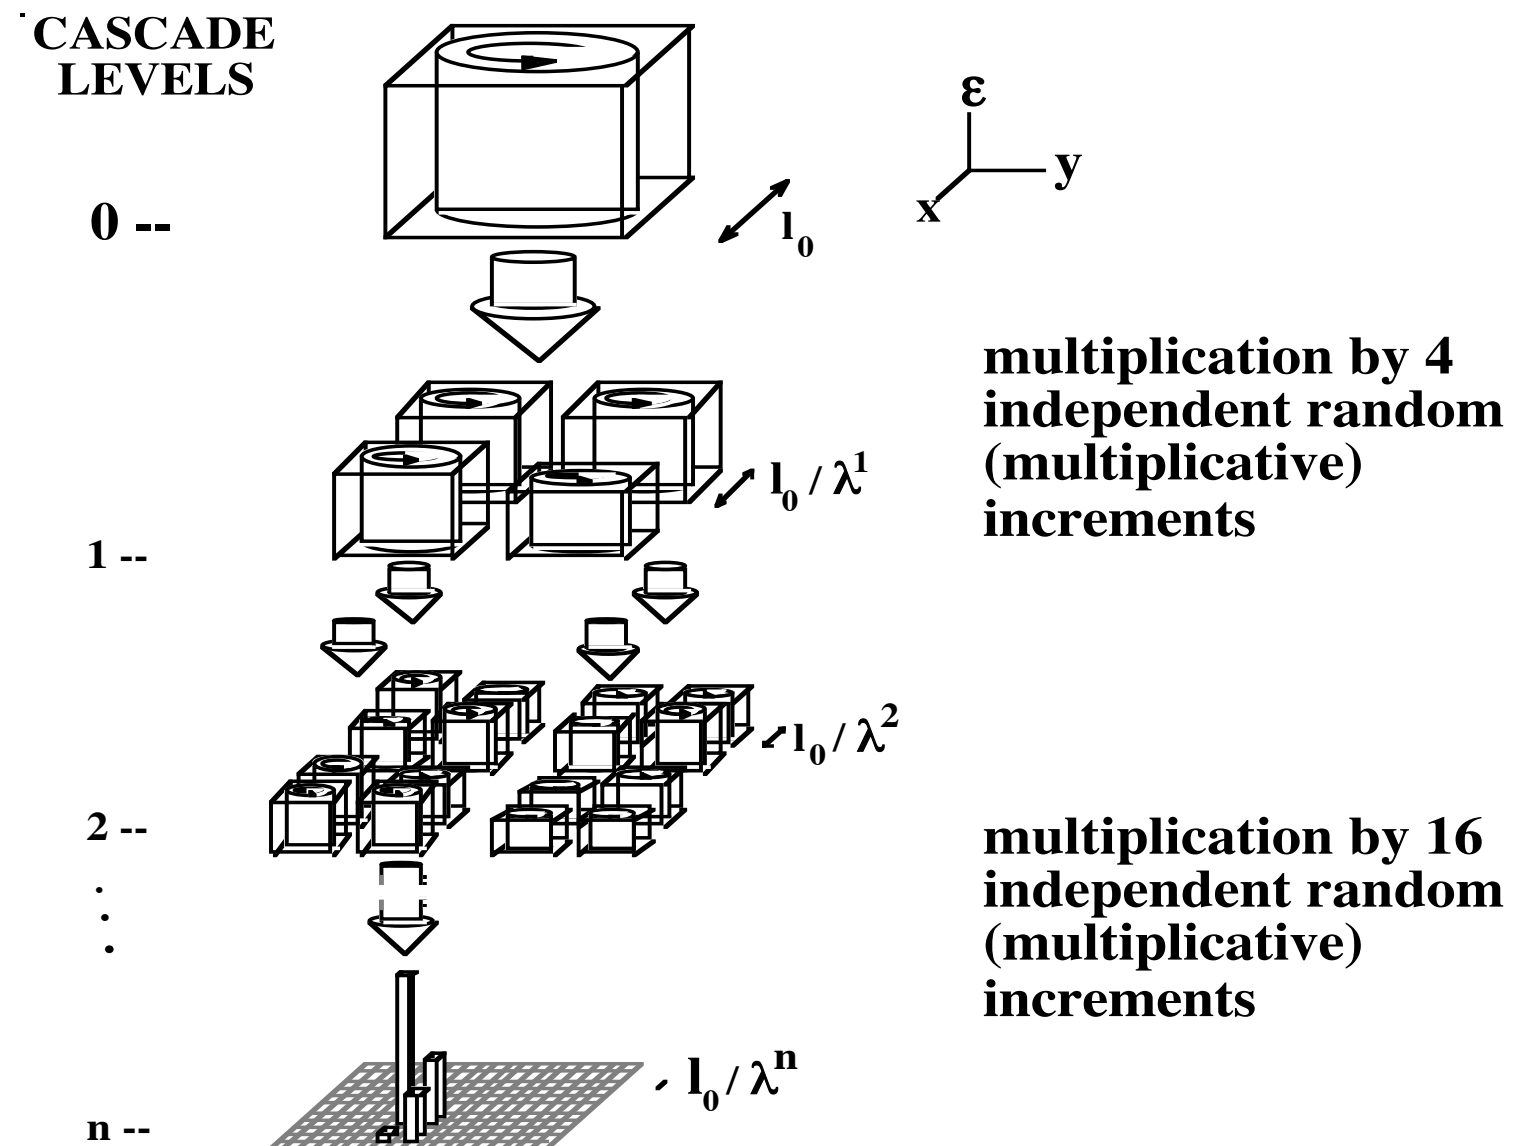 CASCADE
LEVELS
ε
y
x
0 --
l₀
multiplication by 4
independent random
(multiplicative)
increments
l₀ / λ¹
1 --
l₀ / λ²
2 --
.
.
.
multiplication by 16
independent random
(multiplicative)
increments
l₀ / λⁿ
n --